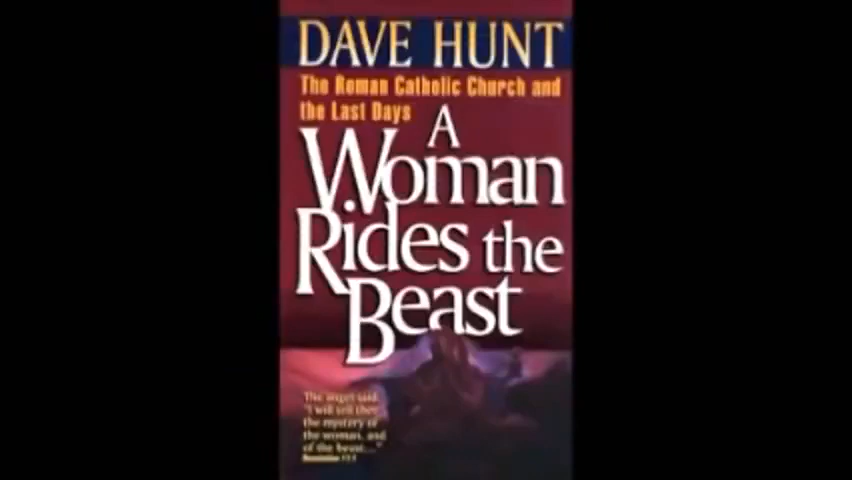 DAVE HUNT
The Roman Catholic Church and
the Last Days
A
Woman
Rides the
Beast
The angel said,
"I will tell thee
the mystery of
the woman, and
of the beast..."